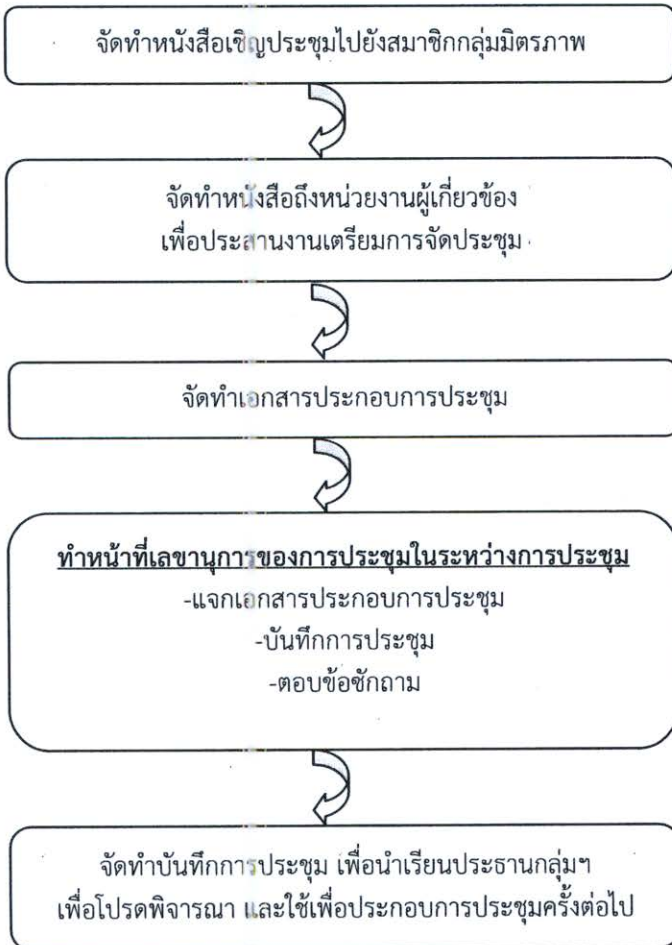 จัดทำหนังสือเชิญประชุมไปยังสมาชิกกลุ่มมิตรภาพ
จัดทำหนังสือถึงหน่วยงานผู้เกี่ยวข้อง
เพื่อประสานงานเตรียมการจัดประชุม
จัดทำเอกสารประกอบการประชุม
ทำหน้าที่เลขานุการของการประชุมในระหว่างการประชุม
-แจกเอกสารประกอบการประชุม
-บันทึกการประชุม
-ตอบข้อซักถาม
จัดทำบันทึกการประชุม เพื่อนำเรียนประธานกลุ่มฯ
เพื่อโปรดพิจารณา และใช้เพื่อประกอบการประชุมครั้งต่อไป